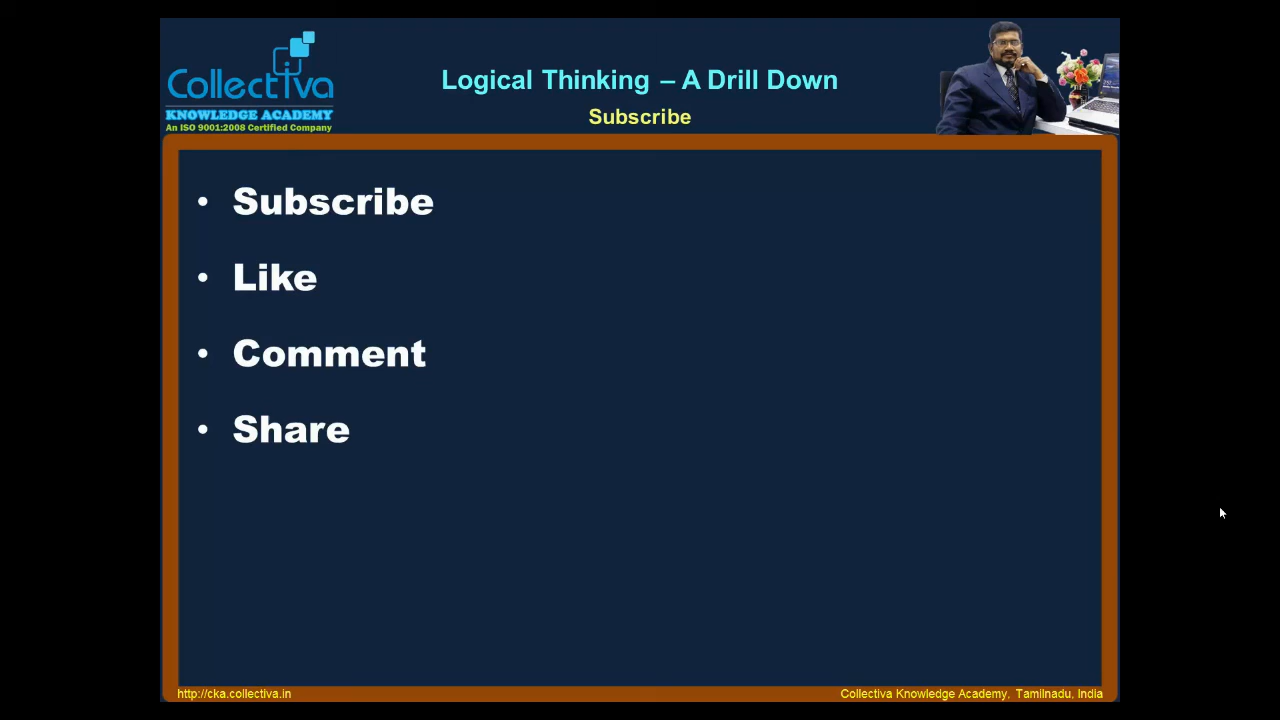 Collectiva
KNOWLEDGE ACADEMY
An ISO 9001:2008 Certified Company
Logical Thinking – A Drill Down
Subscribe
• Subscribe
• Like
• Comment
• Share
http://cka.collectiva.in
Collectiva Knowledge Academy, Tamilnadu, India